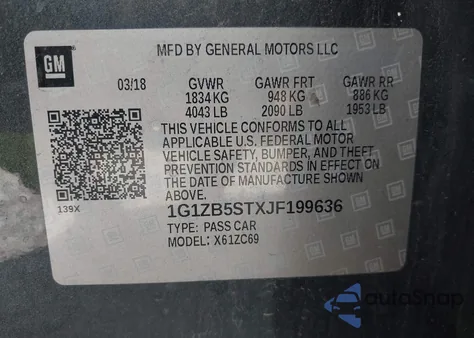 GM
MFD BY GENERAL MOTORS LLC
03/18 GVWR GAWR FRT GAWR RR
1834 KG 948 KG 886 KG
4043 LB 2090 LB 1953 LB
THIS VEHICLE CONFORMS TO ALL
APPLICABLE U.S. FEDERAL MOTOR
VEHICLE SAFETY, BUMPER, AND THEFT
PREVENTION STANDARDS IN EFFECT ON
THE DATE OF MANUFACTURE SHOWN
ABOVE.
139X
1G1ZB5STXJF199636
TYPE: PASS CAR
MODEL: X61ZC69
autoSnap